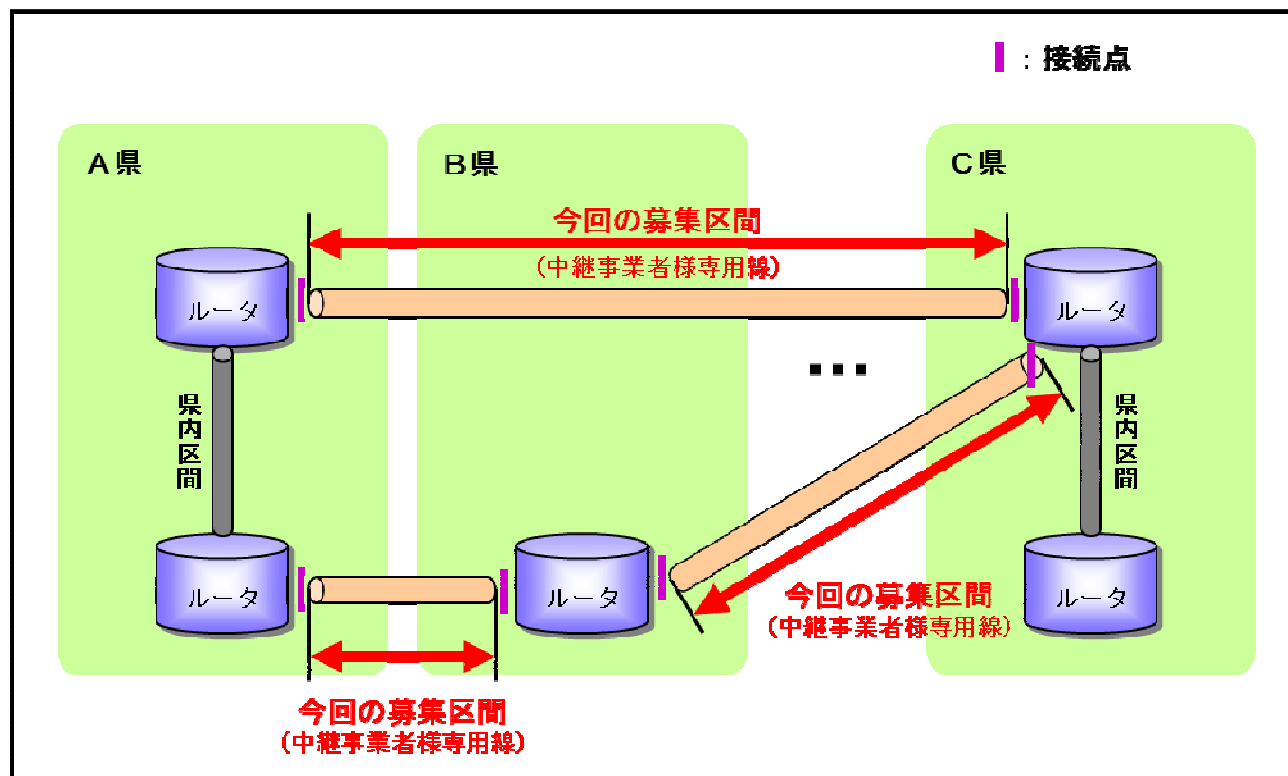 ：接続点
A県
B県
C県
今回の募集区間
（中継事業者様専用線）
ルータ
ルータ
県内区間
県内区間
ルータ
ルータ
ルータ
今回の募集区間
（中継事業者様専用線）
今回の募集区間
（中継事業者様専用線）